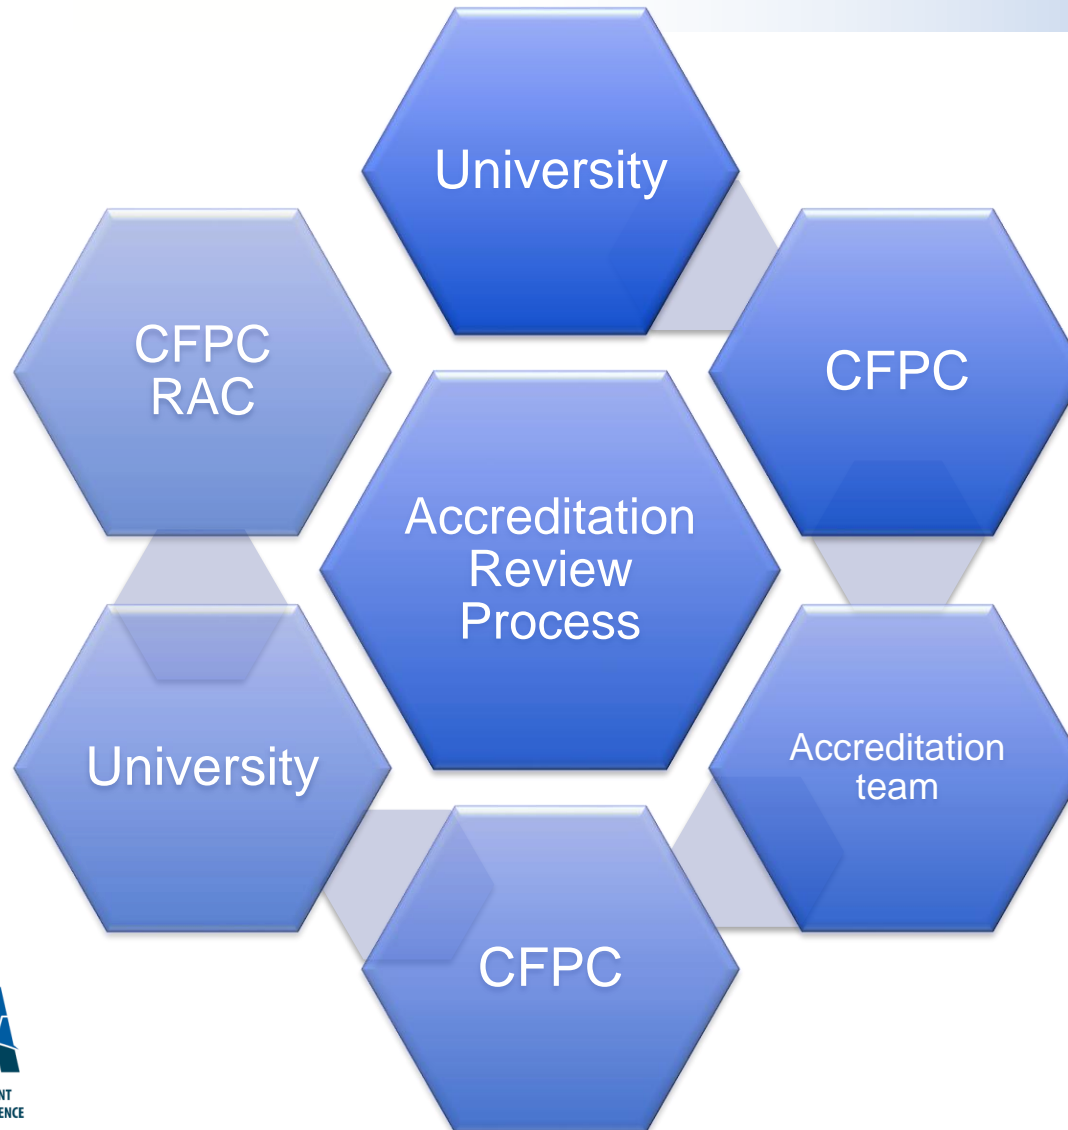 University
CFPC
Accreditation
team
CFPC
University
CFPC
RAC
Accreditation
Review
Process